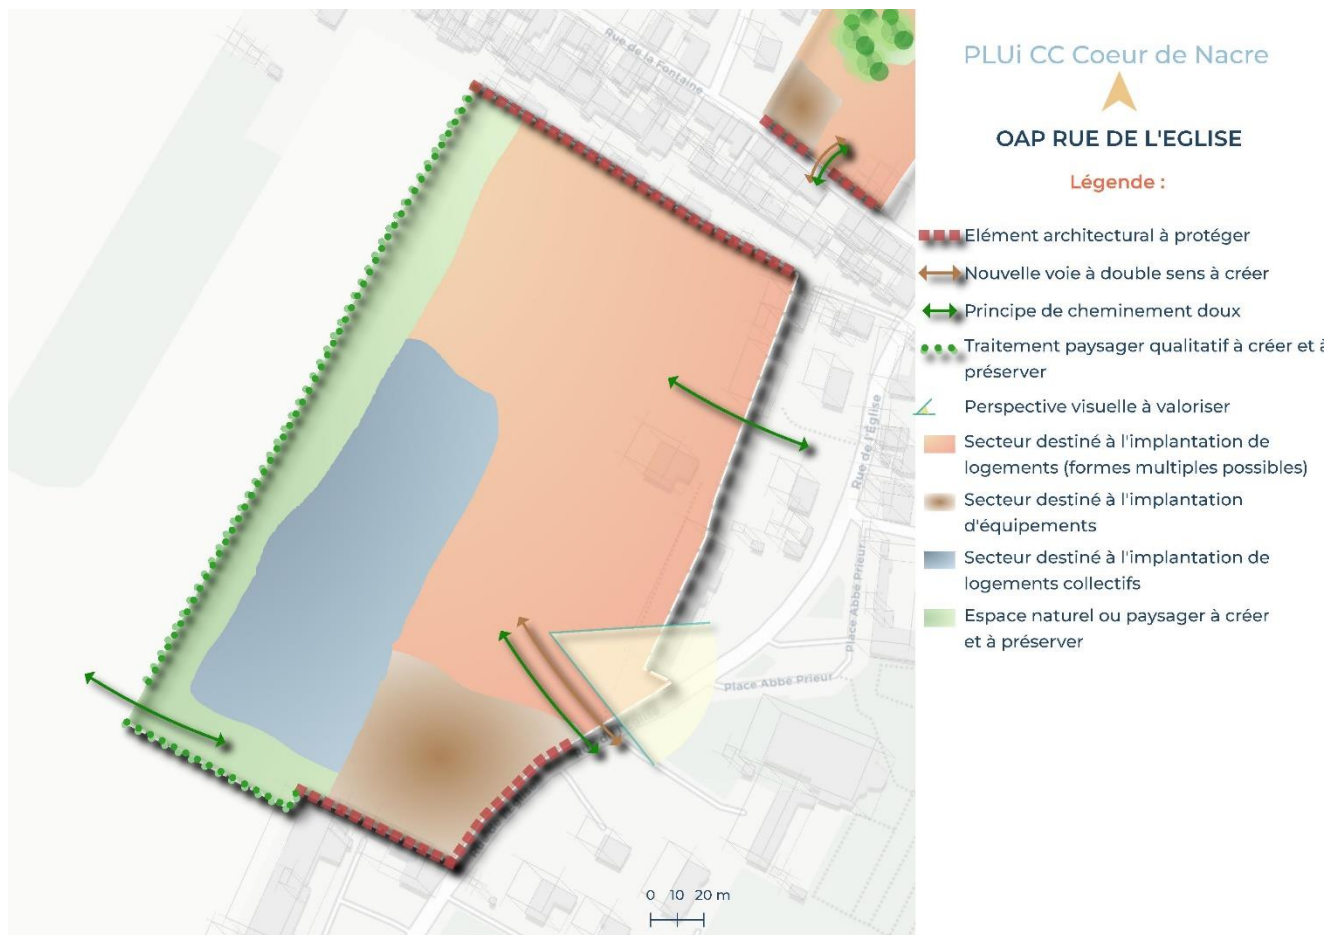 PLUi CC Coeur de Nacre
OAP RUE DE L'EGLISE
Légende :
Elément architectural à protéger
Nouvelle voie à double sens à créer
Principe de cheminement doux
Traitement paysager qualitatif à créer et à
préserver
Perspective visuelle à valoriser
Secteur destiné à l'implantation de
logements (formes multiples possibles)
Secteur destiné à l'implantation
d'équipements
Secteur destiné à l'implantation de
logements collectifs
Espace naturel ou paysager à créer
et à préserver
Rue de la Fontaine
Rue de l'Église
Place Abbé Prieur
Place Abbé Prieur
0 10 20 m